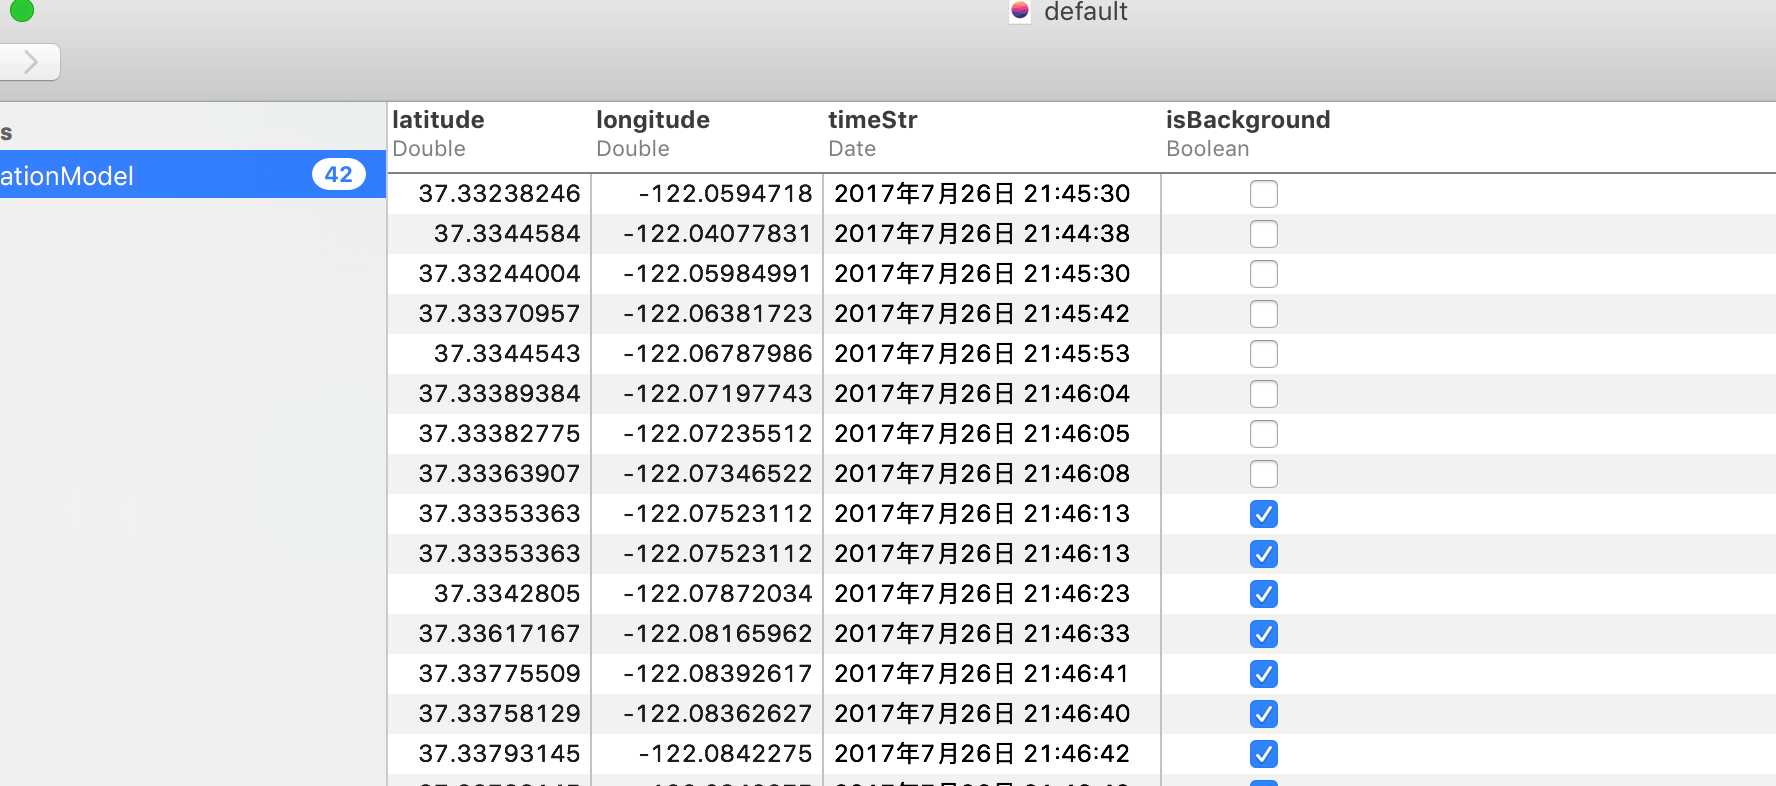 default
s
ationModel 42
latitude longitude timeStr isBackground
Double Double Date Boolean
37.33238246 -122.0594718 2017年7月26日 21:45:30
37.3344584 -122.04077831 2017年7月26日 21:44:38
37.33244004 -122.05984991 2017年7月26日 21:45:30
37.33370957 -122.06381723 2017年7月26日 21:45:42
37.3344543 -122.06787986 2017年7月26日 21:45:53
37.33389384 -122.07197743 2017年7月26日 21:46:04
37.33382775 -122.07235512 2017年7月26日 21:46:05
37.33363907 -122.07346522 2017年7月26日 21:46:08
37.33353363 -122.07523112 2017年7月26日 21:46:13
37.33353363 -122.07523112 2017年7月26日 21:46:13
37.3342805 -122.07872034 2017年7月26日 21:46:23
37.33617167 -122.08165962 2017年7月26日 21:46:33
37.33775509 -122.08392617 2017年7月26日 21:46:41
37.33758129 -122.08362627 2017年7月26日 21:46:40
37.33793145 -122.0842275 2017年7月26日 21:46:42